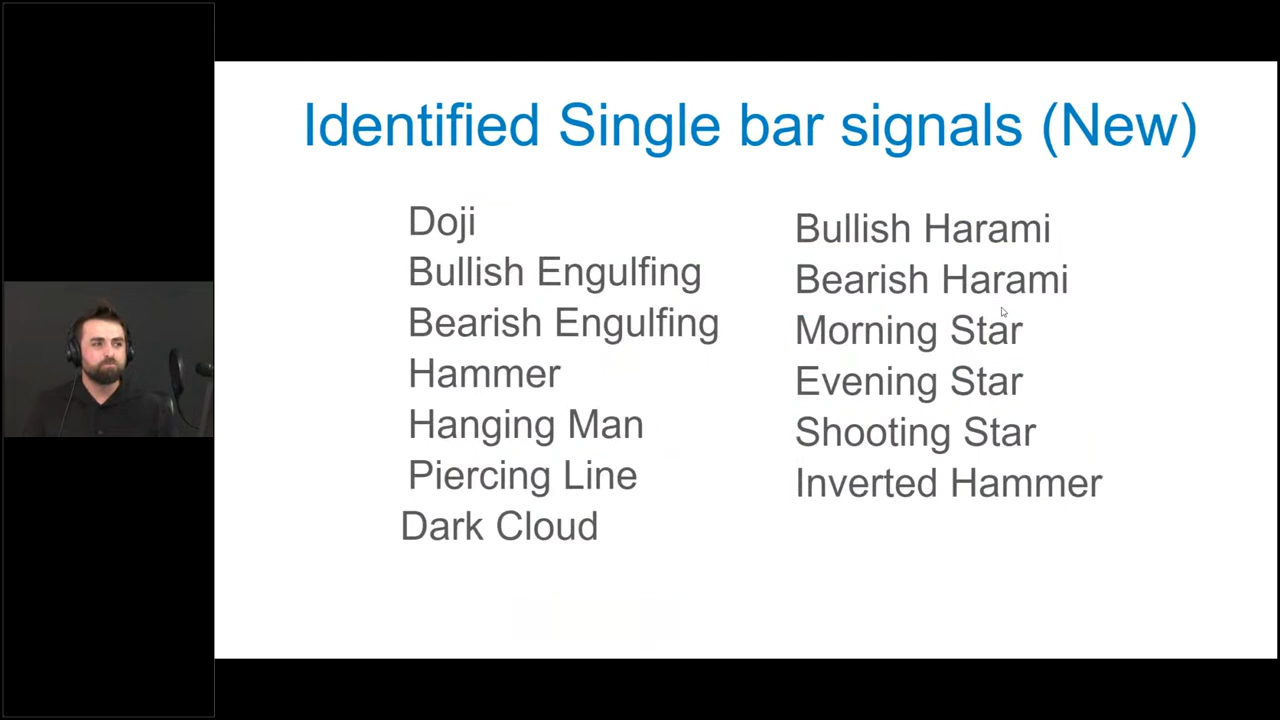 Identified Single bar signals (New)
Doji
Bullish Engulfing
Bearish Engulfing
Hammer
Hanging Man
Piercing Line
Dark Cloud
Bullish Harami
Bearish Harami
Morning Star
Evening Star
Shooting Star
Inverted Hammer